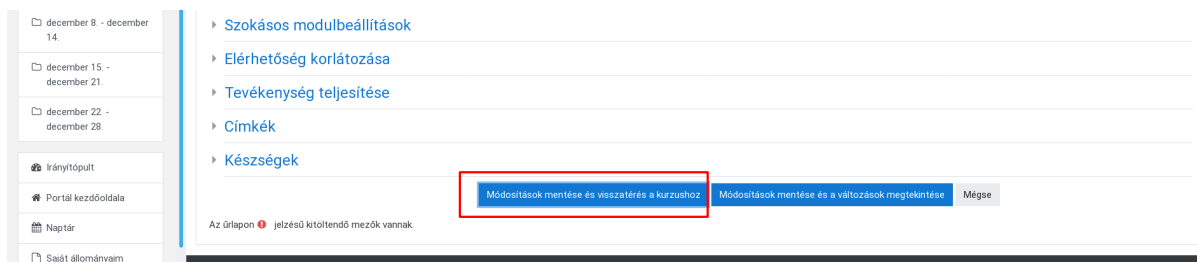 december 8. - december
14.
december 15. -
december 21.
december 22. -
december 28.
Irányítópult
Portál kezdőoldala
Naptár
Saját állományaim
Szokásos modulbeállítások
Elérhetőség korlátozása
Tevékenység teljesítése
Címkék
Készségek
Módosítások mentése és visszatérés a kurzushoz Módosítások mentése és a változások megtekintése Mégse
Az űrlapon jelzésű kitöltendő mezők vannak.